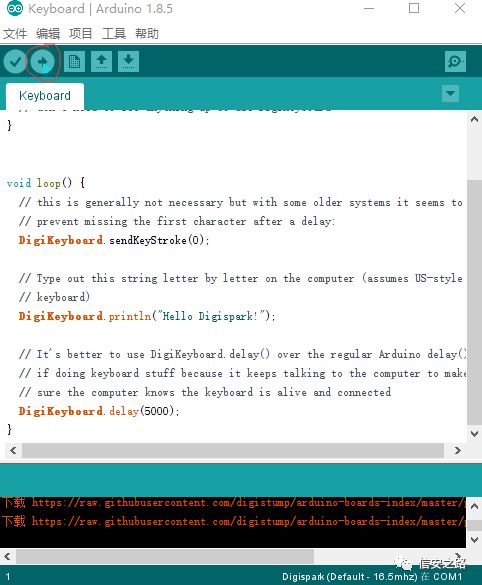 Keyboard | Arduino 1.8.5
文件 编辑 项目 工具 帮助
Keyboard
}
void loop() {
// this is generally not necessary but with some older systems it seems to
// prevent missing the first character after a delay:
DigiKeyboard.sendKeyStroke(0);
// Type out this string letter by letter on the computer (assumes US-style
// keyboard)
DigiKeyboard.println("Hello Digispark!");
// It's better to use DigiKeyboard.delay() over the regular Arduino delay()
// if doing keyboard stuff because it keeps talking to the computer to make
// sure the computer knows the keyboard is alive and connected
DigiKeyboard.delay(5000);
}
下载 https://raw.githubusercontent.com/digistump/arduino-boards-index/master/
下载 https://raw.githubusercontent.com/digistump/arduino-boards-index/master/
信安之路
1 Digispark (Default - 16.5mhz) 在 COM1